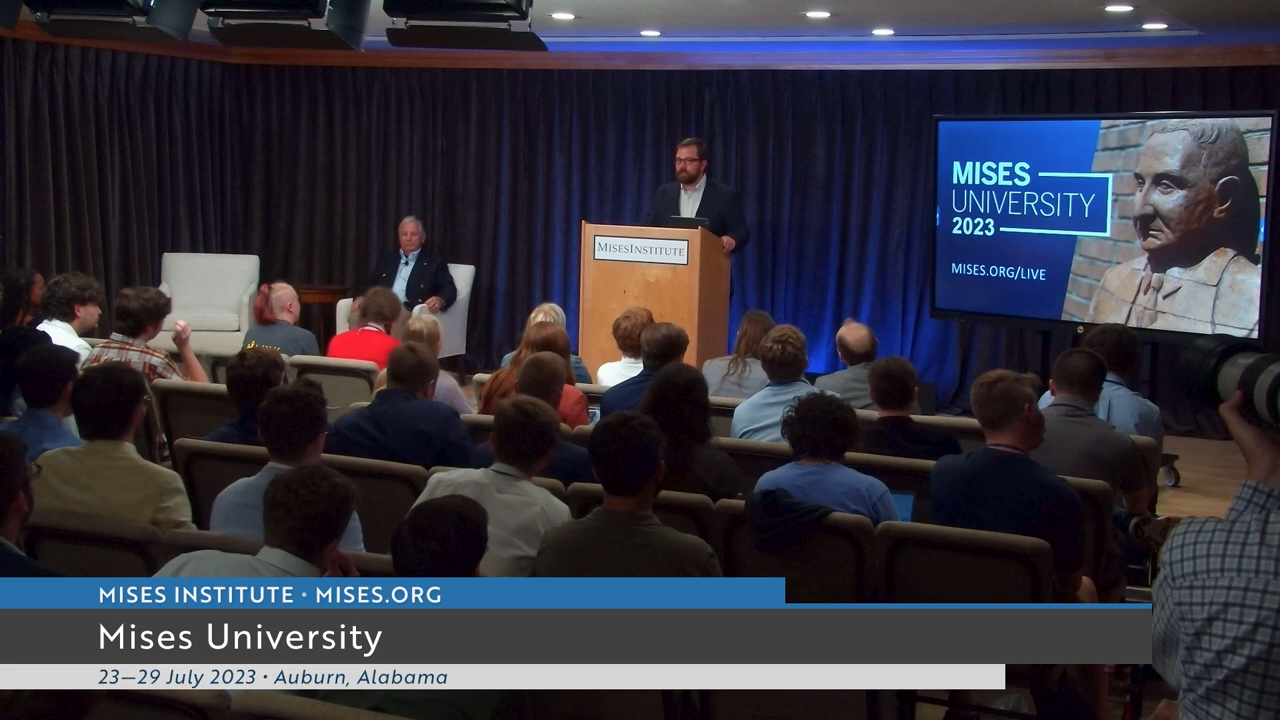 MISES
UNIVERSITY
2023
MISES.ORG/LIVE
MISESINSTITUTE
MISES INSTITUTE • MISES.ORG
Mises University
23—29 July 2023 • Auburn, Alabama